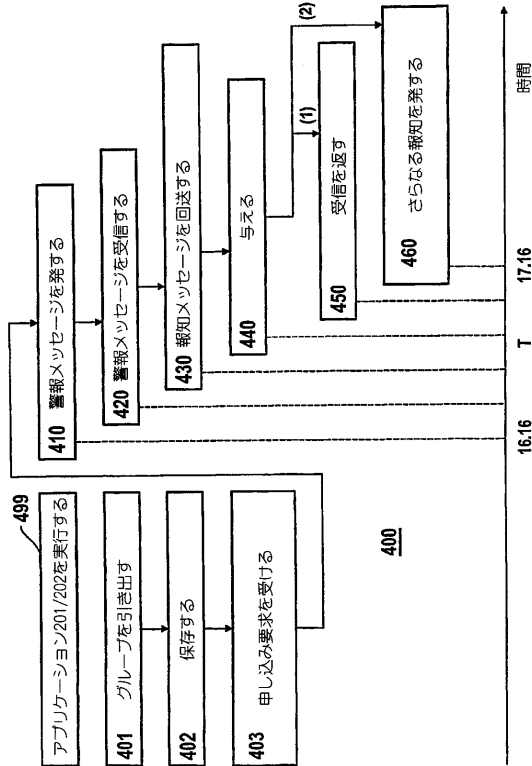 アプリケーション201/202を実行する
499
401 グループを引き出す
402 保存する
403 申し込み要求を受ける
410 警報メッセージを発する
420 警報メッセージを受信する
430 報知メッセージを回送する
440 与える
(1)
(2)
450 受信を返す
460 さらなる報知を発する
400
16.16
T
17.16
時間